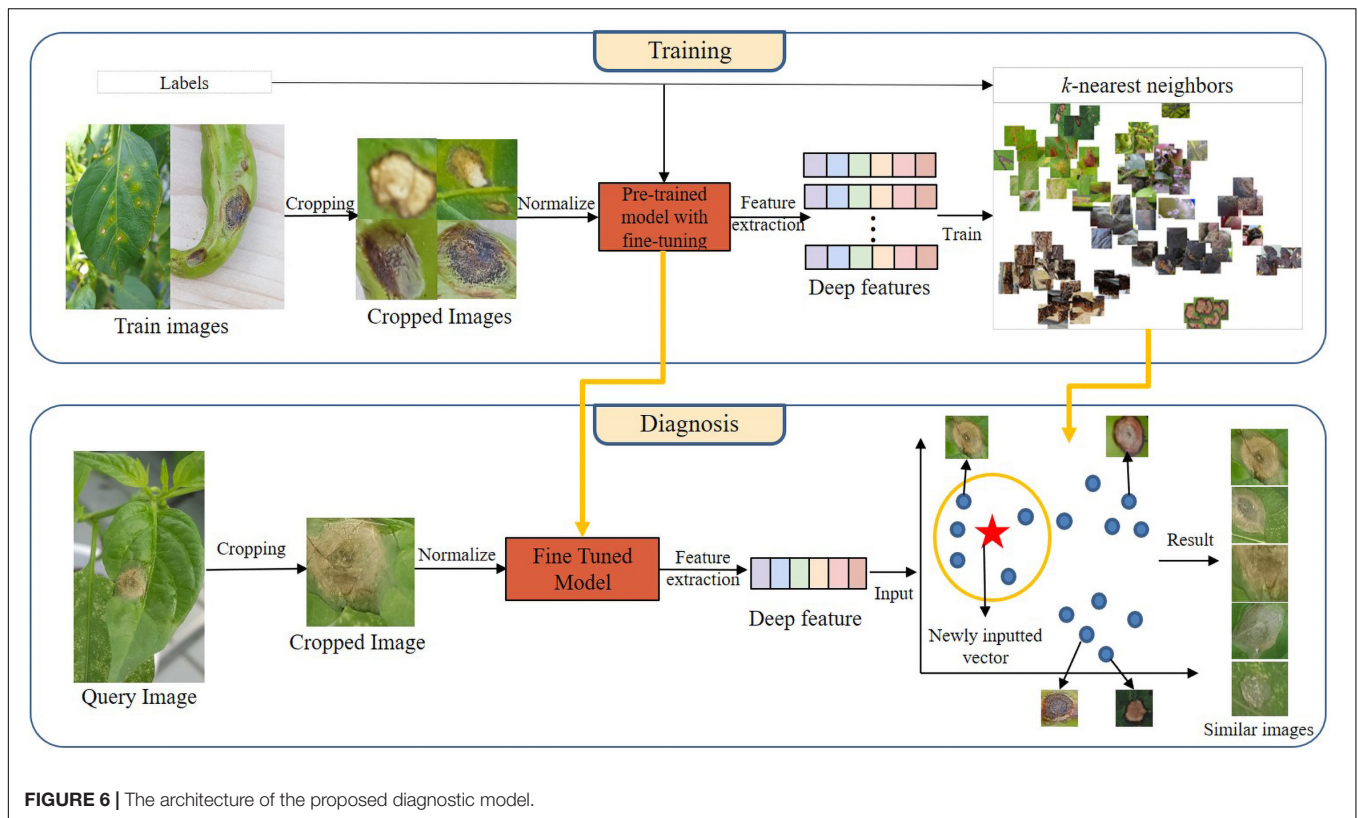 Training
Labels
k-nearest neighbors
Cropping
Normalize
Pre-trained
model with
fine-tuning
Feature
extraction
Train
Train images
Cropped Images
Deep features
Diagnosis
Cropping
Normalize
Fine Tuned
Model
Feature
extraction
Input
Result
Query Image
Cropped Image
Deep feature
Newly inputted
vector
Similar images
FIGURE 6 | The architecture of the proposed diagnostic model.